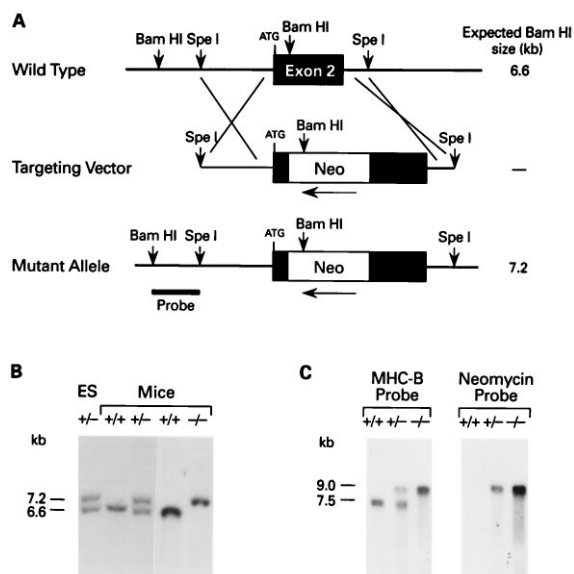 A
Expected Bam HI
size (kb)
Bam HI Spe I ATG Bam HI Spe I
Wild Type Exon 2 6.6
Spe I ATG Bam HI Spe I
Targeting Vector Neo —
Bam HI Spe I ATG Bam HI Spe I
Mutant Allele Neo 7.2
Probe
B
ES Mice
+/− +/+ +/− +/+ −/−
kb
7.2
6.6
C
MHC-B Neomycin
Probe Probe
+/+ +/− −/− +/+ +/− −/−
kb
9.0
7.5